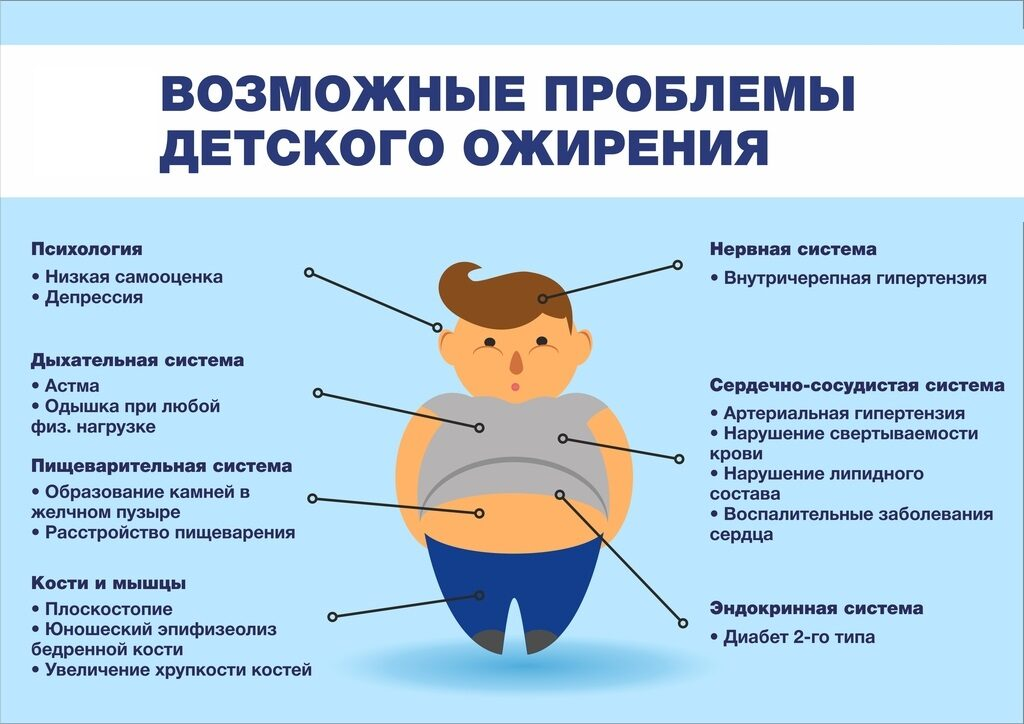 ВОЗМОЖНЫЕ ПРОБЛЕМЫ
ДЕТСКОГО ОЖИРЕНИЯ
Психология
• Низкая самооценка
• Депрессия
Дыхательная система
• Астма
• Одышка при любой
физ. нагрузке
Пищеварительная система
• Образование камней в
желчном пузыре
• Расстройство пищеварения
Кости и мышцы
• Плоскостопие
• Юношеский эпифизеолиз
бедренной кости
• Увеличение хрупкости костей
Нервная система
• Внутричерепная гипертензия
Сердечно-сосудистая система
• Артериальная гипертензия
• Нарушение свертываемости
крови
• Нарушение липидного
состава
• Воспалительные заболевания
сердца
Эндокринная система
• Диабет 2-го типа